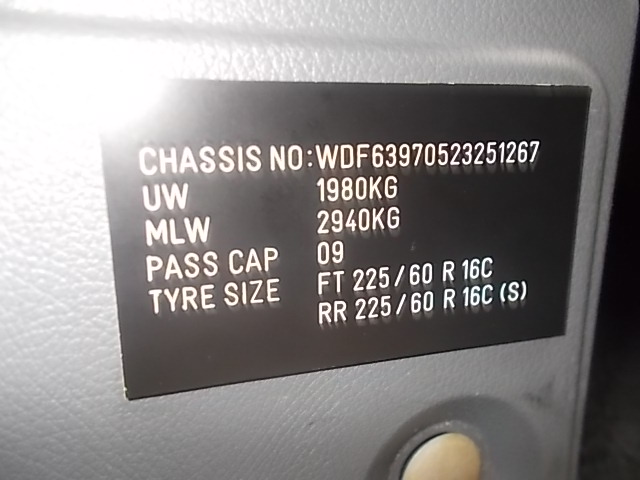 CHASSIS NO:WDF63970523251267
UW 1980KG
MLW 2940KG
PASS CAP 09
TYRE SIZE FT 225/60 R 16C
RR 225/60 R 16C (S)